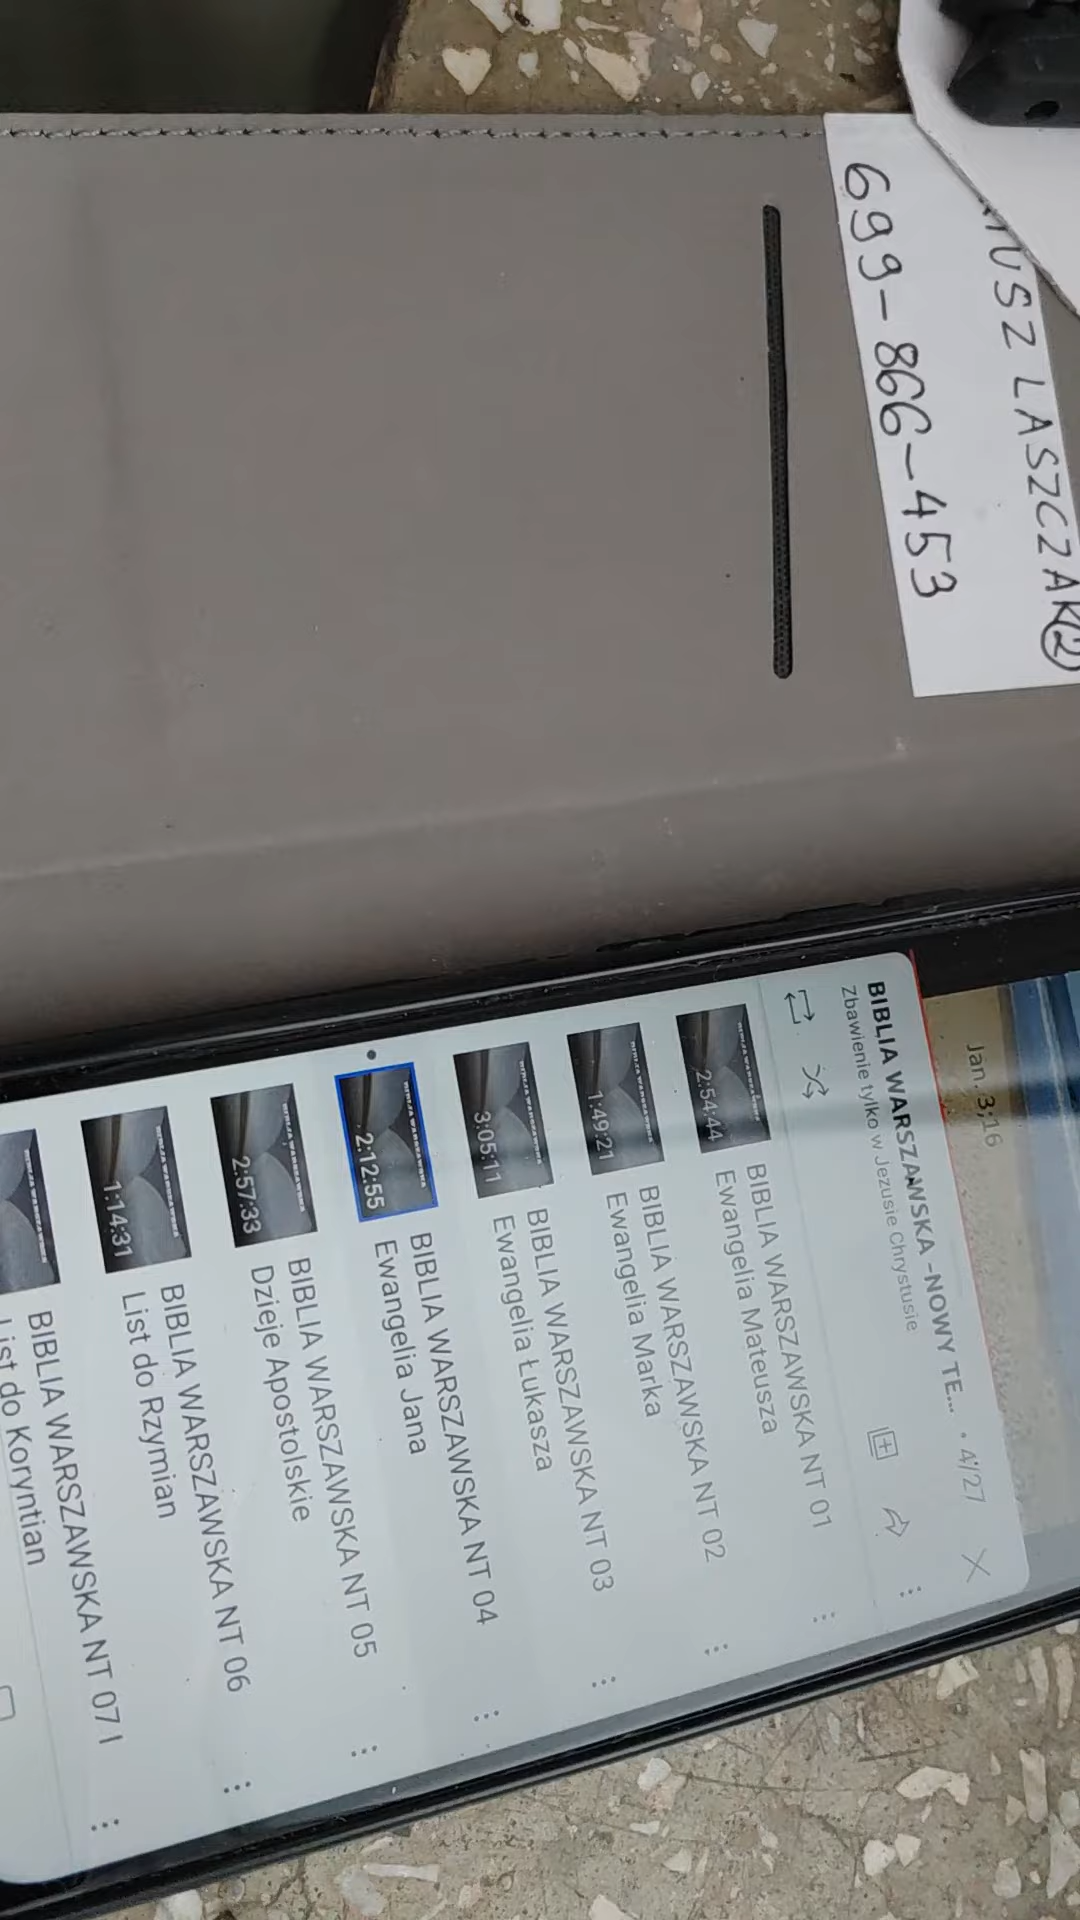 USZ LASZCZAK 2
699-866-453
Jan. 3,16
BIBLIA WARSZAWSKA -NOWY TE... • 4/27
Zbawienie tylko w Jezusie Chrystusie
BIBLIA WARSZAWSKA NT 01
Ewangelia Mateusza
2:54:44
BIBLIA WARSZAWSKA NT 02
Ewangelia Marka
1:49:21
BIBLIA WARSZAWSKA NT 03
Ewangelia Łukasza
3:05:11
BIBLIA WARSZAWSKA NT 04
Ewangelia Jana
2:12:55
BIBLIA WARSZAWSKA NT 05
Dzieje Apostolskie
2:57:33
BIBLIA WARSZAWSKA NT 06
List do Rzymian
1:14:31
BIBLIA WARSZAWSKA NT 07 I
List do Koryntian